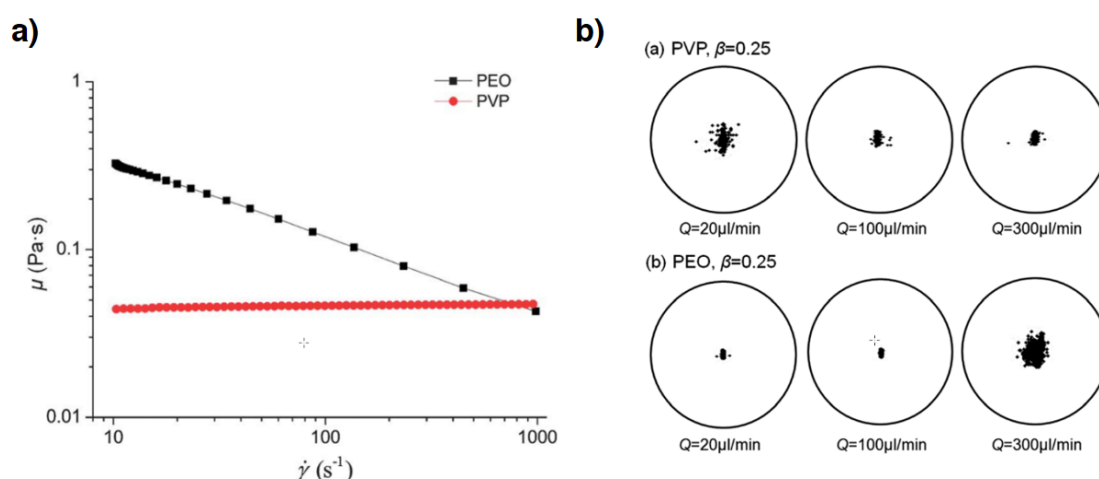 a)
1
0.1
0.01
μ (Pa·s)
PEO
PVP
10
100
1000
γ̇ (s⁻¹)
b)
(a) PVP, β=0.25
Q=20μl/min
Q=100μl/min
Q=300μl/min
(b) PEO, β=0.25
Q=20μl/min
Q=100μl/min
Q=300μl/min